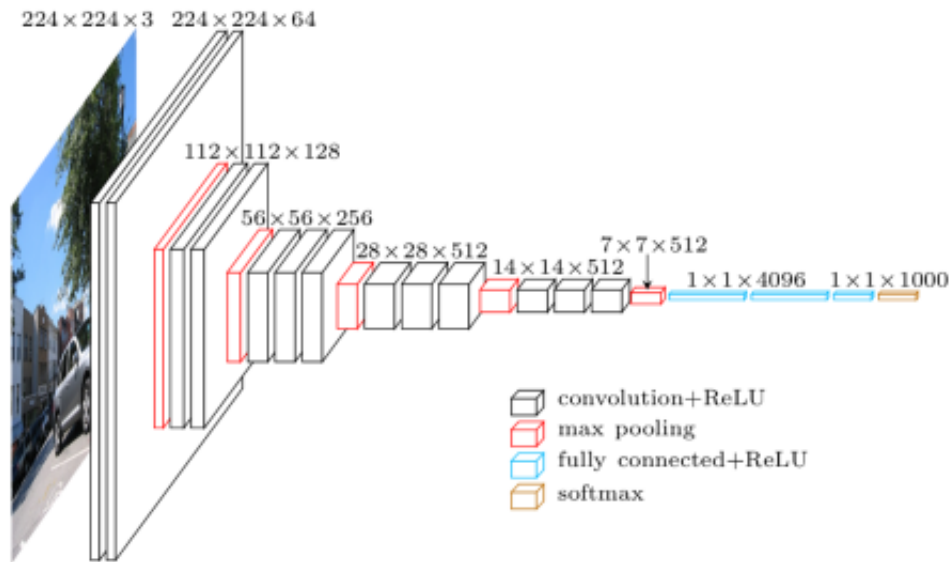 224×224×3
224×224×64
112×112×128
56×56×256
28×28×512
14×14×512
7×7×512
1×1×4096
1×1×1000
convolution+ReLU
max pooling
fully connected+ReLU
softmax